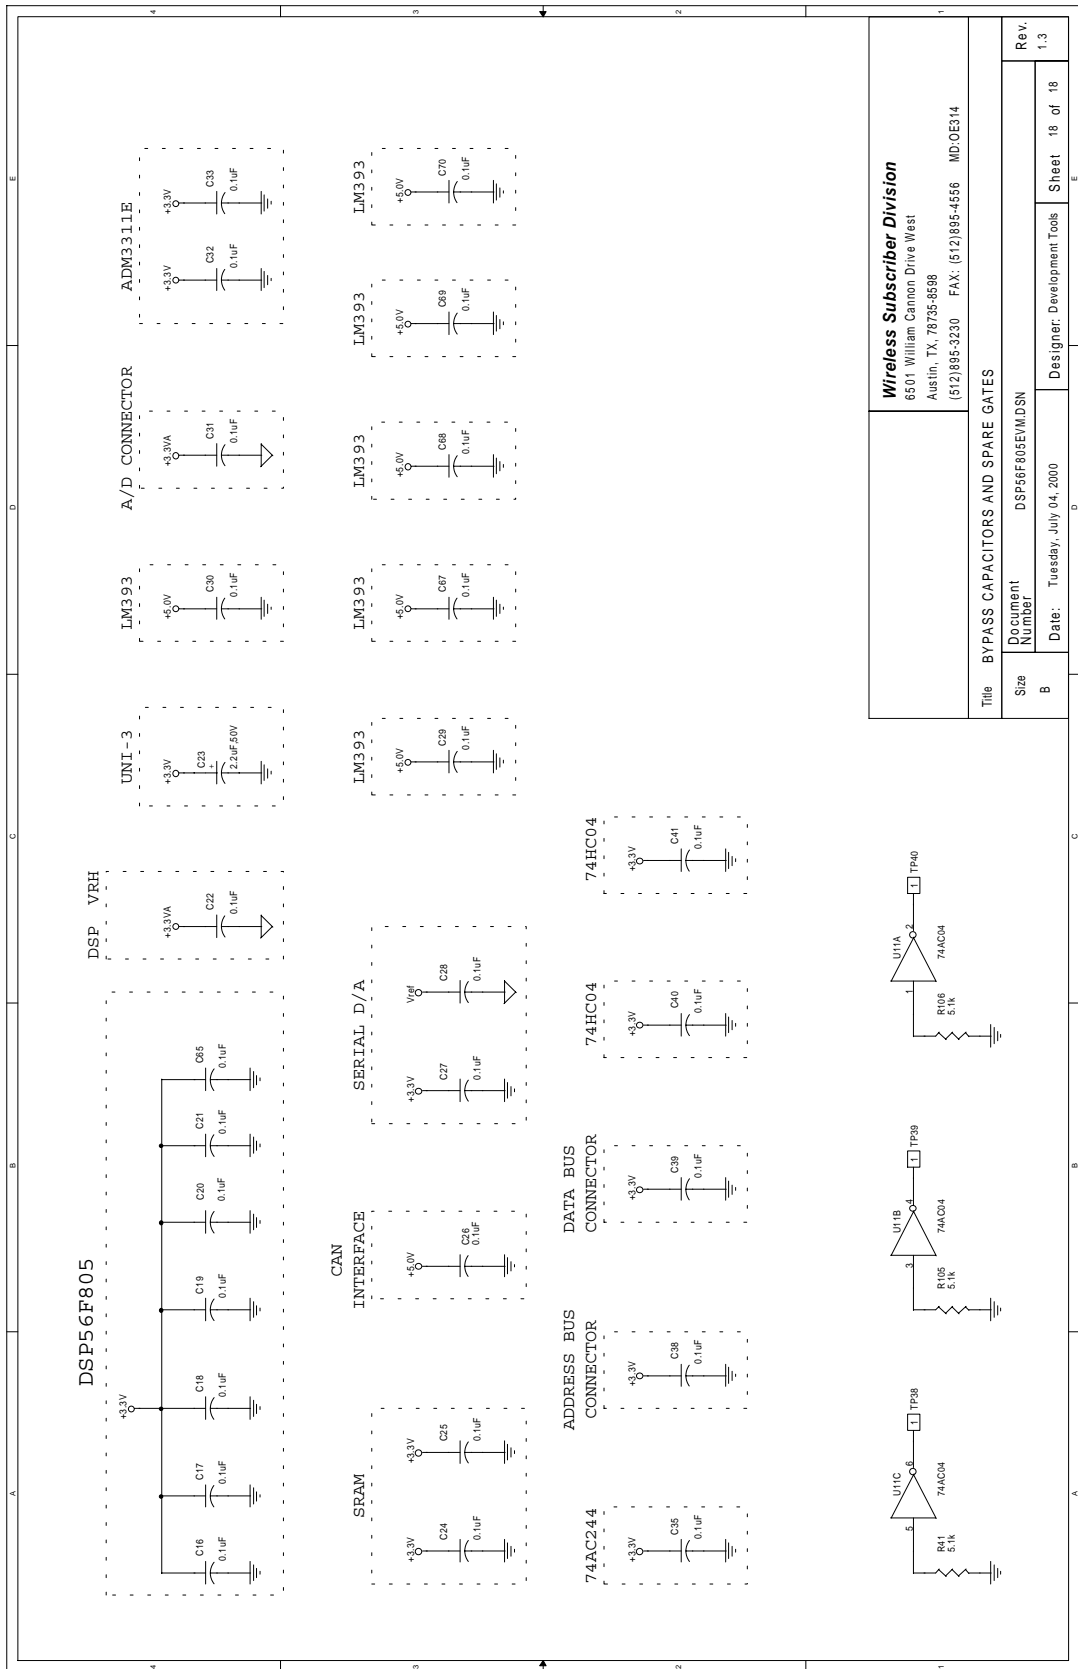 A
B
C
D
E
4
DSP56F805
+3.3V
C16
0.1uF
C17
0.1uF
C18
0.1uF
C19
0.1uF
C20
0.1uF
C21
0.1uF
C65
0.1uF
DSP VRH
+3.3VA
C22
0.1uF
UNI-3
+3.3V
C23
+
2.2uF,50V
LM393
+5.0V
C30
0.1uF
A/D CONNECTOR
+3.3VA
C31
0.1uF
ADM3311E
+3.3V
C32
0.1uF
+3.3V
C33
0.1uF
4
3
SRAM
+3.3V
C24
0.1uF
+3.3V
C25
0.1uF
CAN
INTERFACE
+5.0V
C26
0.1uF
SERIAL D/A
+3.3V
C27
0.1uF
Vref
C28
0.1uF
LM393
+5.0V
C29
0.1uF
LM393
+5.0V
C67
0.1uF
LM393
+5.0V
C68
0.1uF
LM393
+5.0V
C69
0.1uF
LM393
+5.0V
C70
0.1uF
3
2
74AC244
+3.3V
C35
0.1uF
ADDRESS BUS
CONNECTOR
+3.3V
C38
0.1uF
DATA BUS
CONNECTOR
+3.3V
C39
0.1uF
74HC04
+3.3V
C40
0.1uF
74HC04
+3.3V
C41
0.1uF
2
1
R41
5.1k
5
U11C
6
74AC04
1
TP38
R105
5.1k
3
U11B
4
74AC04
1
TP39
R106
5.1k
1
U11A
2
74AC04
1
TP40
1
Wireless Subscriber Division
6501 William Cannon Drive West
Austin, TX, 78735-8598
(512)895-3230 FAX: (512)895-4556 MD:OE314
Title BYPASS CAPACITORS AND SPARE GATES
Size
B
Document
Number
DSP56F805EVM.DSN
Rev.
1.3
Date: Tuesday, July 04, 2000
Designer: Development Tools
Sheet 18 of 18
A
B
C
D
E